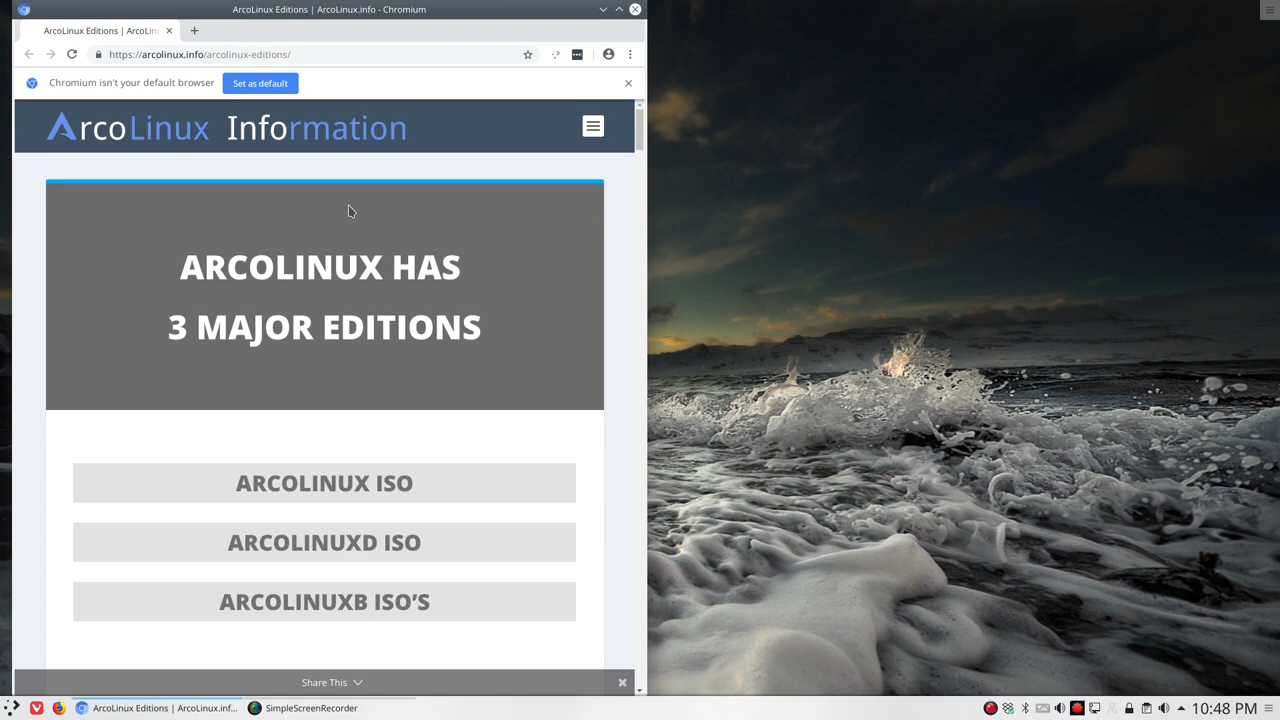 ArcoLinux Editions | ArcoLinux.info - Chromium
ArcoLinux Editions | ArcoLin
https://arcolinux.info/arcolinux-editions/
Chromium isn't your default browser
Set as default
ArcoLinux Information
ARCOLINUX HAS
3 MAJOR EDITIONS
ARCOLINUX ISO
ARCOLINUXD ISO
ARCOLINUXB ISO'S
Share This
ArcoLinux Editions | ArcoLinux.inf...
SimpleScreenRecorder
10:48 PM